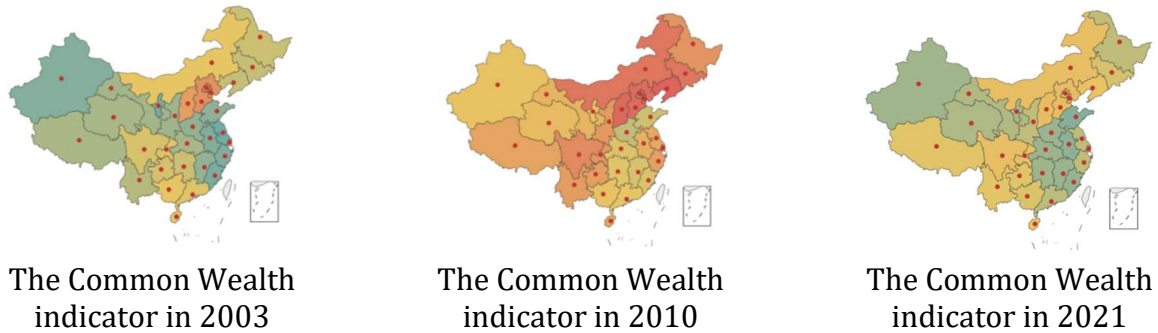 The Common Wealth
indicator in 2003
The Common Wealth
indicator in 2010
The Common Wealth
indicator in 2021